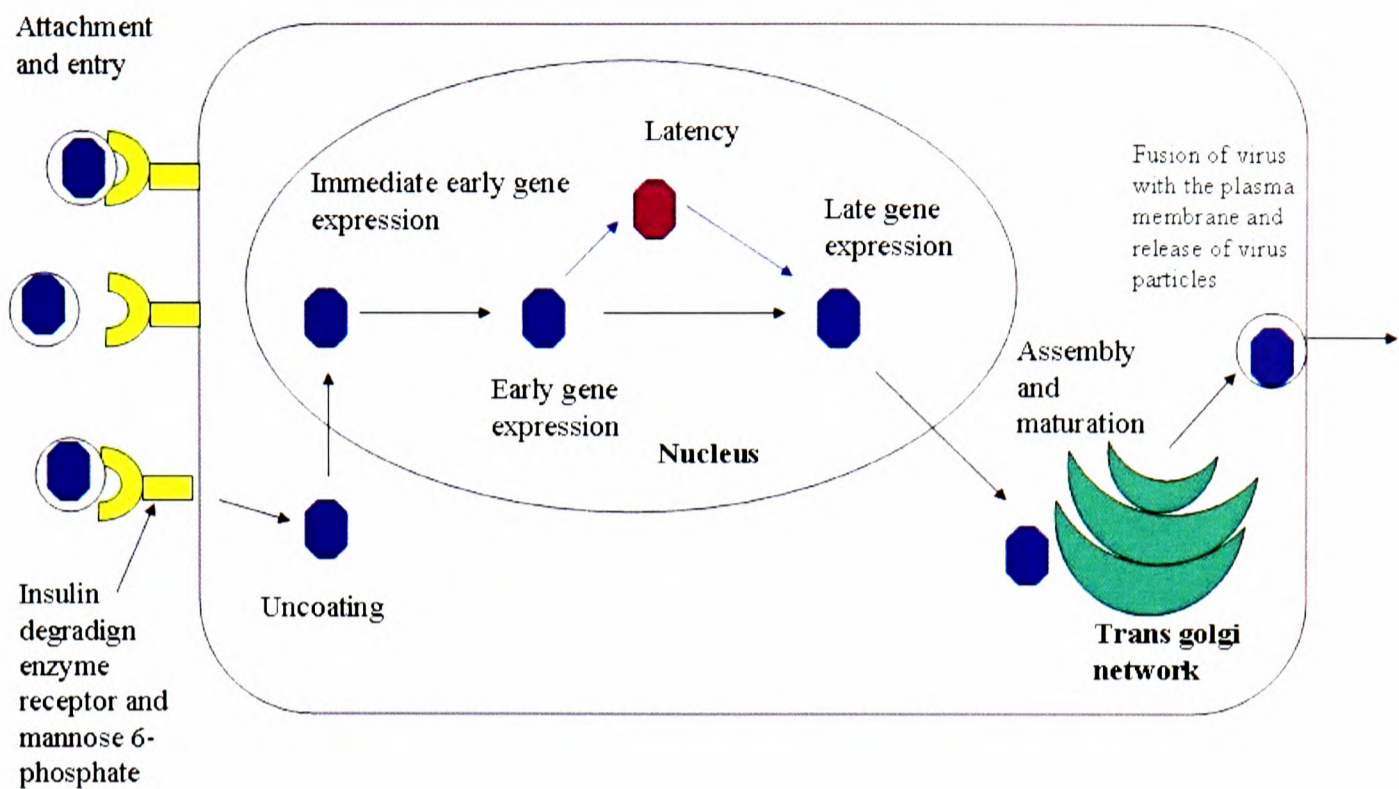 Attachment
and entry
Latency
Immediate early gene
expression
Late gene
expression
Fusion of virus
with the plasma
membrane and
release of virus
particles
Early gene
expression
Nucleus
Assembly
and
maturation
Uncoating
Insulin
degradign
enzyme
receptor and
mannose 6-
phosphate
Trans golgi
network